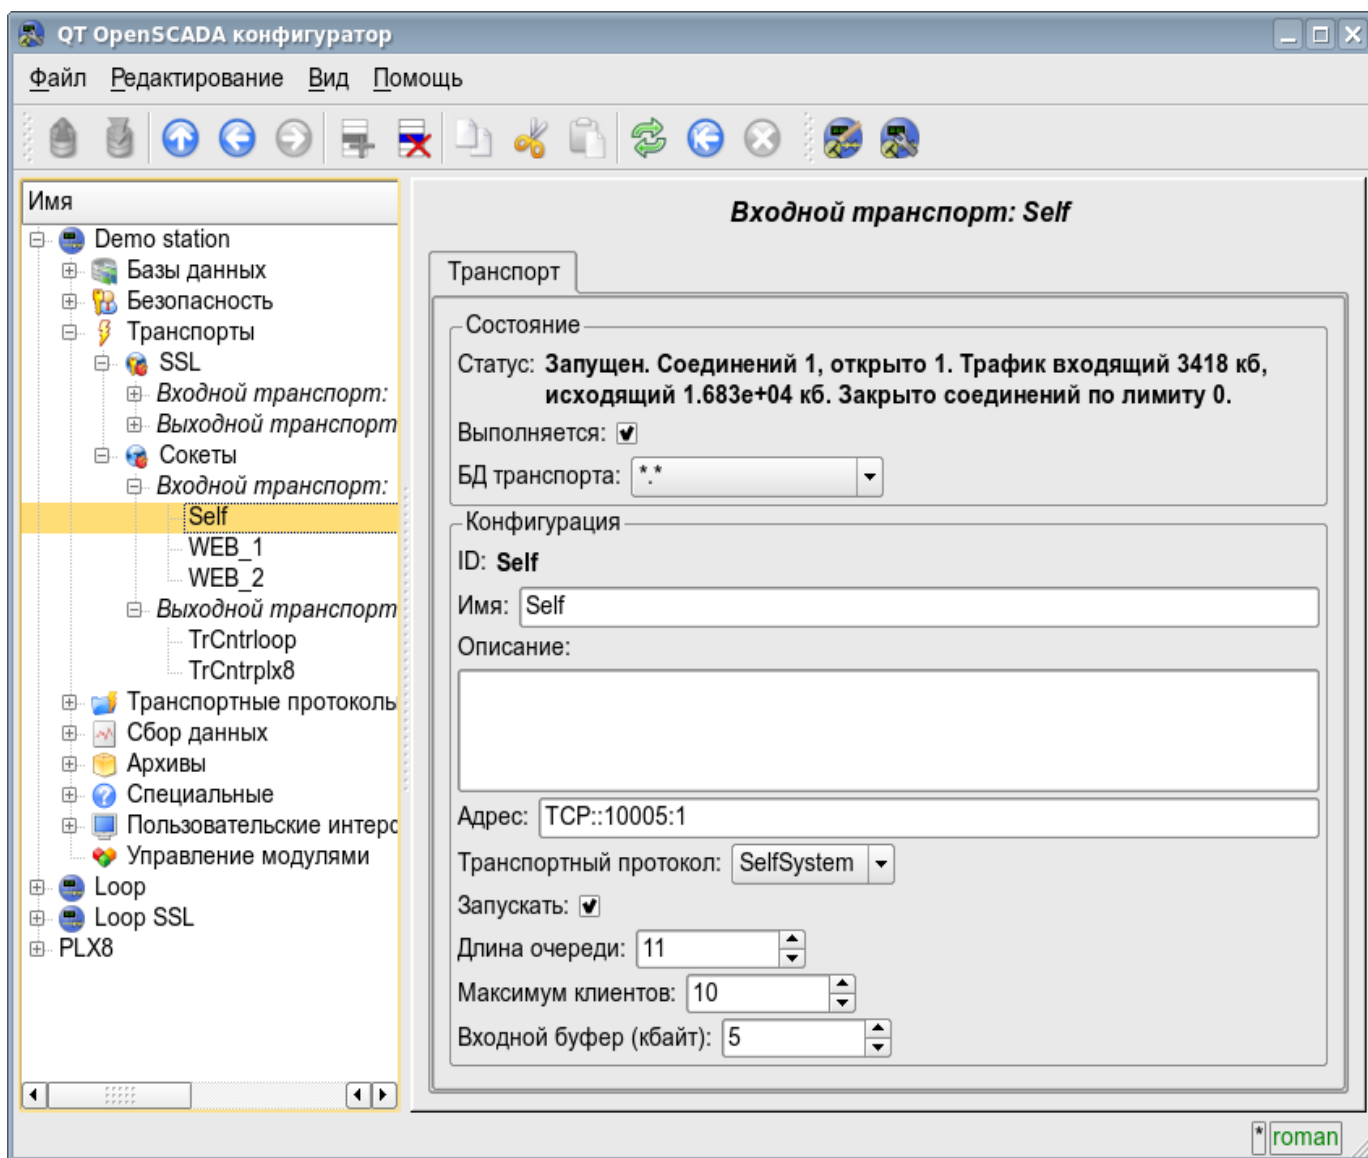 QT OpenSCADA конфигуратор
Файл Редактирование Вид Помощь
Имя
Demo station
Базы данных
Безопасность
Транспорты
SSL
Входной транспорт:
Выходной транспорт
Сокеты
Входной транспорт:
Self
WEB_1
WEB_2
Выходной транспорт
TrCntrloop
TrCntrplx8
Транспортные протоколы
Сбор данных
Архивы
Специальные
Пользовательские интерс
Управление модулями
Loop
Loop SSL
PLX8
Входной транспорт: Self
Транспорт
Состояние
Статус: Запущен. Соединений 1, открыто 1. Трафик входящий 3418 кб,
исходящий 1.683e+04 кб. Закрыто соединений по лимиту 0.
Выполняется:
БД транспорта: *.*
Конфигурация
ID: Self
Имя: Self
Описание:
Адрес: TCP::10005:1
Транспортный протокол: SelfSystem
Запускать:
Длина очереди: 11
Максимум клиентов: 10
Входной буфер (кбайт): 5
* roman